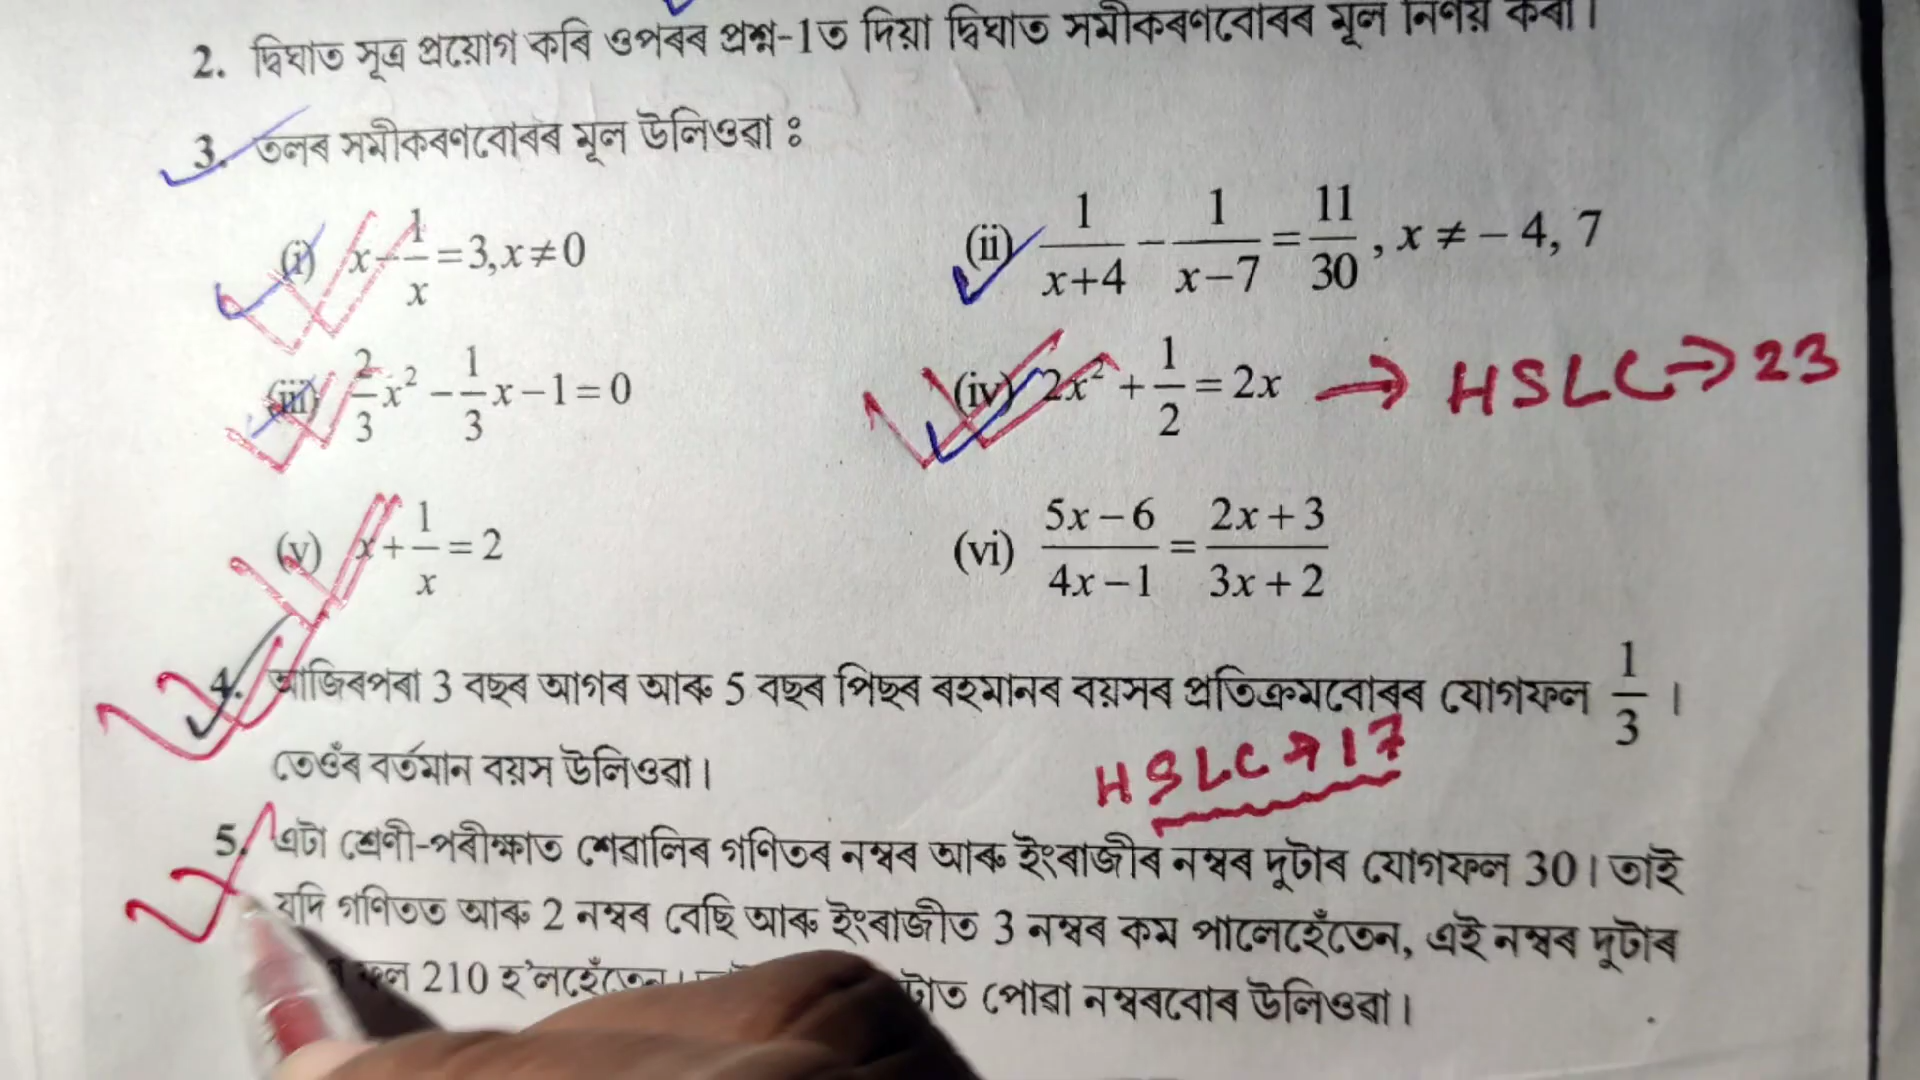 2. দ্বিঘাত সূত্ৰ প্ৰয়োগ কৰি ওপৰৰ প্ৰশ্ন-1ত দিয়া দ্বিঘাত সমীকৰণবোৰৰ মূল নিৰ্ণয় কৰা।
3. তলৰ সমীকৰণবোৰৰ মূল উলিওৱা ঃ
(i) x - 1/x = 3, x ≠ 0 (ii) 1/(x+4) - 1/(x-7) = 11/30, x ≠ - 4, 7
(iii) 2/3 x² - 1/3 x - 1 = 0 (iv) 2x² + 1/2 = 2x → HSLC → 23
(v) x + 1/x = 2 (vi) (5x-6)/(4x-1) = (2x+3)/(3x+2)
4. আজিৰপৰা 3 বছৰ আগৰ আৰু 5 বছৰ পিছৰ ৰহমানৰ বয়সৰ প্ৰতিক্ৰমবোৰৰ যোগফল 1/3 ।
তেওঁৰ বৰ্তমান বয়স উলিওৱা।
HSLC → 17
5. এটা শ্ৰেণী-পৰীক্ষাত শেৱালিৰ গণিতৰ নম্বৰ আৰু ইংৰাজীৰ নম্বৰ দুটাৰ যোগফল 30। তাই
যদি গণিতত আৰু 2 নম্বৰ বেছি আৰু ইংৰাজীত 3 নম্বৰ কম পালেহেঁতেন, এই নম্বৰ দুটাৰ
210 হ'লহেঁতেন। পোৱা নম্বৰবোৰ উলিওৱা।